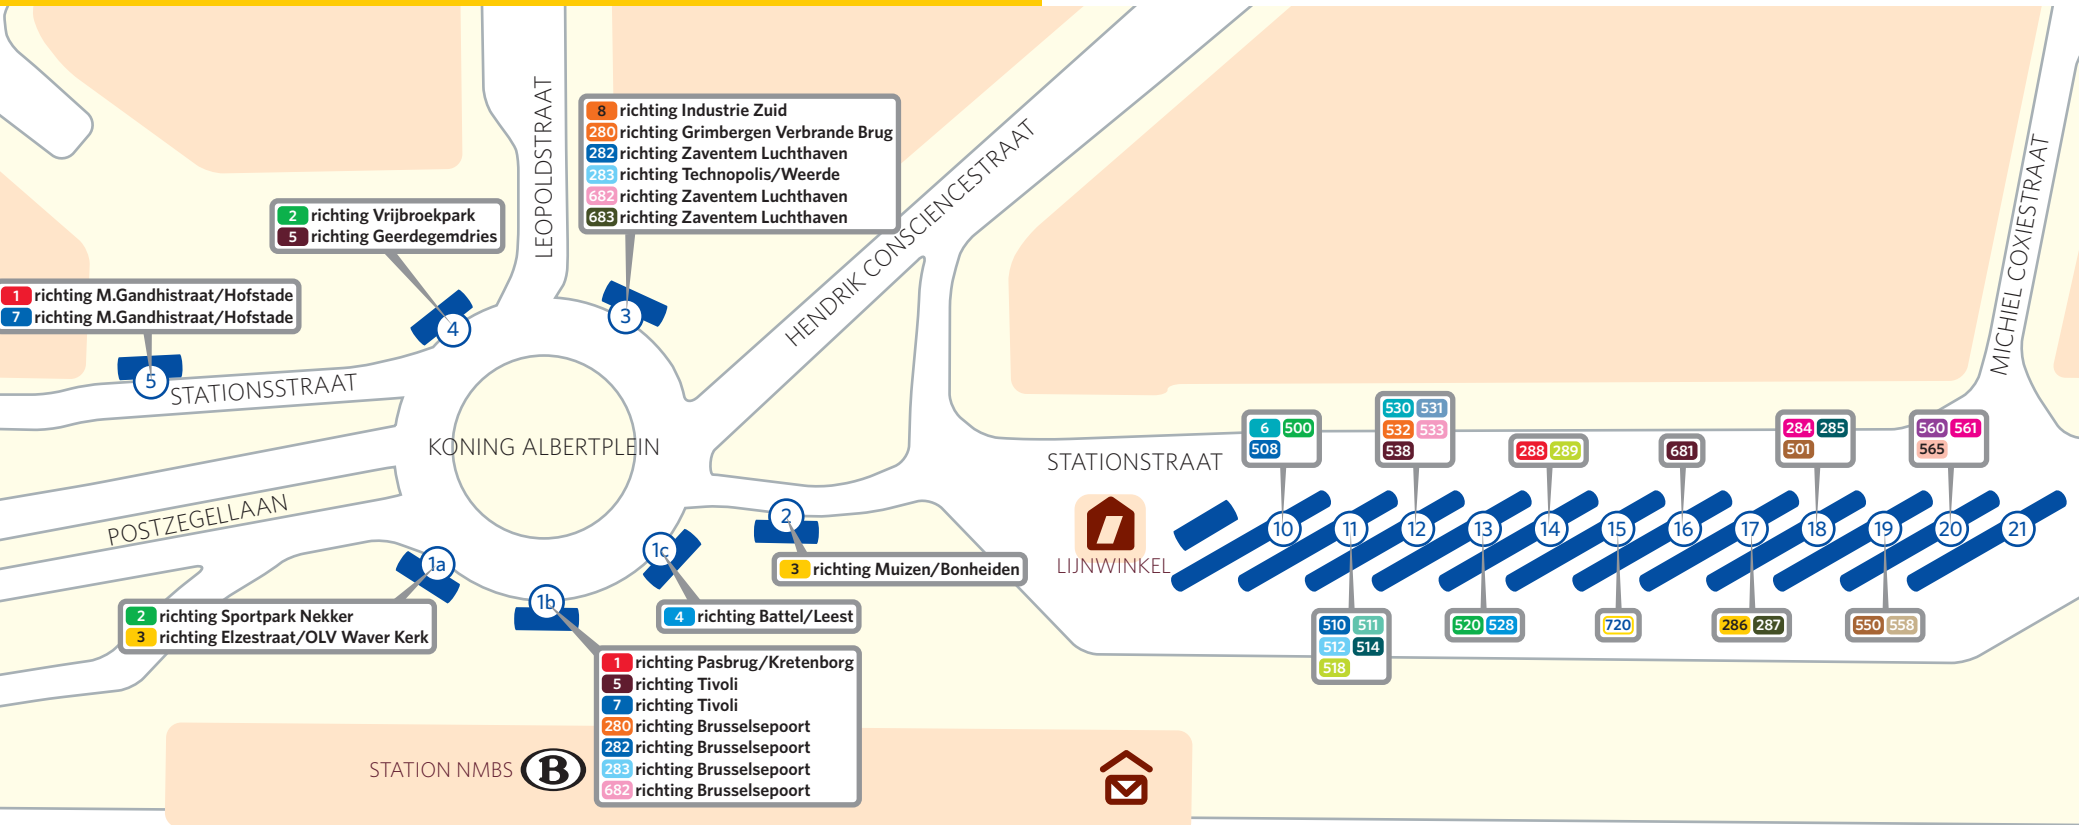 LEOPOLDSTRAAT
8 richting Industrie Zuid
280 richting Grimbergen Verbrande Brug
282 richting Zaventem Luchthaven
283 richting Technopolis/Weerde
682 richting Zaventem Luchthaven
683 richting Zaventem Luchthaven
HENDRIK CONSCIENCESTRAAT
MICHIEL COXIESTRAAT
2 richting Vrijbroekpark
5 richting Geerdegemdries
1 richting M.Gandhistraat/Hofstade
7 richting M.Gandhistraat/Hofstade
3
4
5
STATIONSSTRAAT
KONING ALBERTPLEIN
POSTZEGELLAAN
STATIONSTRAAT
LIJNWINKEL
6 500
508
530 531
532 533
538
288 289
681
284 285
501
560 561
565
10 11 12 13 14 15 16 17 18 19 20 21
510 511
512 514
518
520 528
720
286 287
550 558
2
3 richting Muizen/Bonheiden
1c
4 richting Battel/Leest
1a
2 richting Sportpark Nekker
3 richting Elzestraat/OLV Waver Kerk
1b
1 richting Pasbrug/Kretenborg
5 richting Tivoli
7 richting Tivoli
280 richting Brusselsepoort
282 richting Brusselsepoort
283 richting Brusselsepoort
682 richting Brusselsepoort
STATION NMBS B